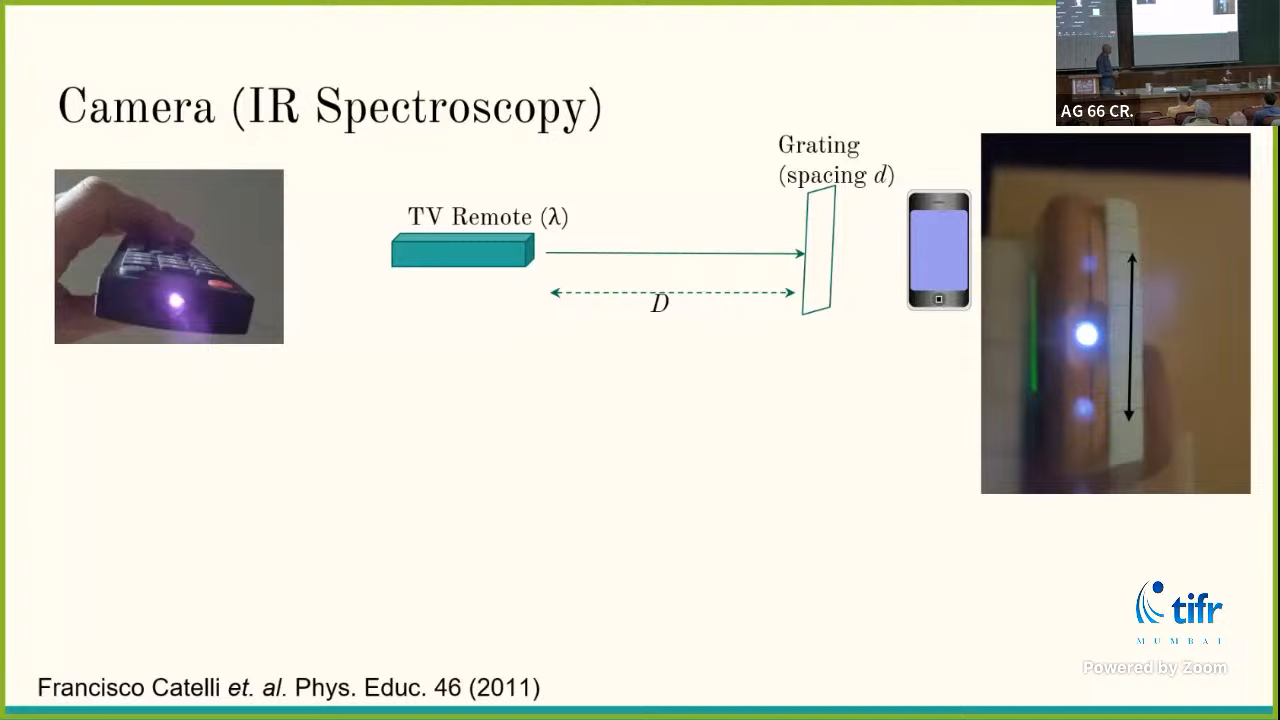 AG 66 CR.
Camera (IR Spectroscopy)
Grating
(spacing d)
TV Remote (λ)
D
tifr
MUMBAI
Powered by Zoom
Francisco Catelli et. al. Phys. Educ. 46 (2011)